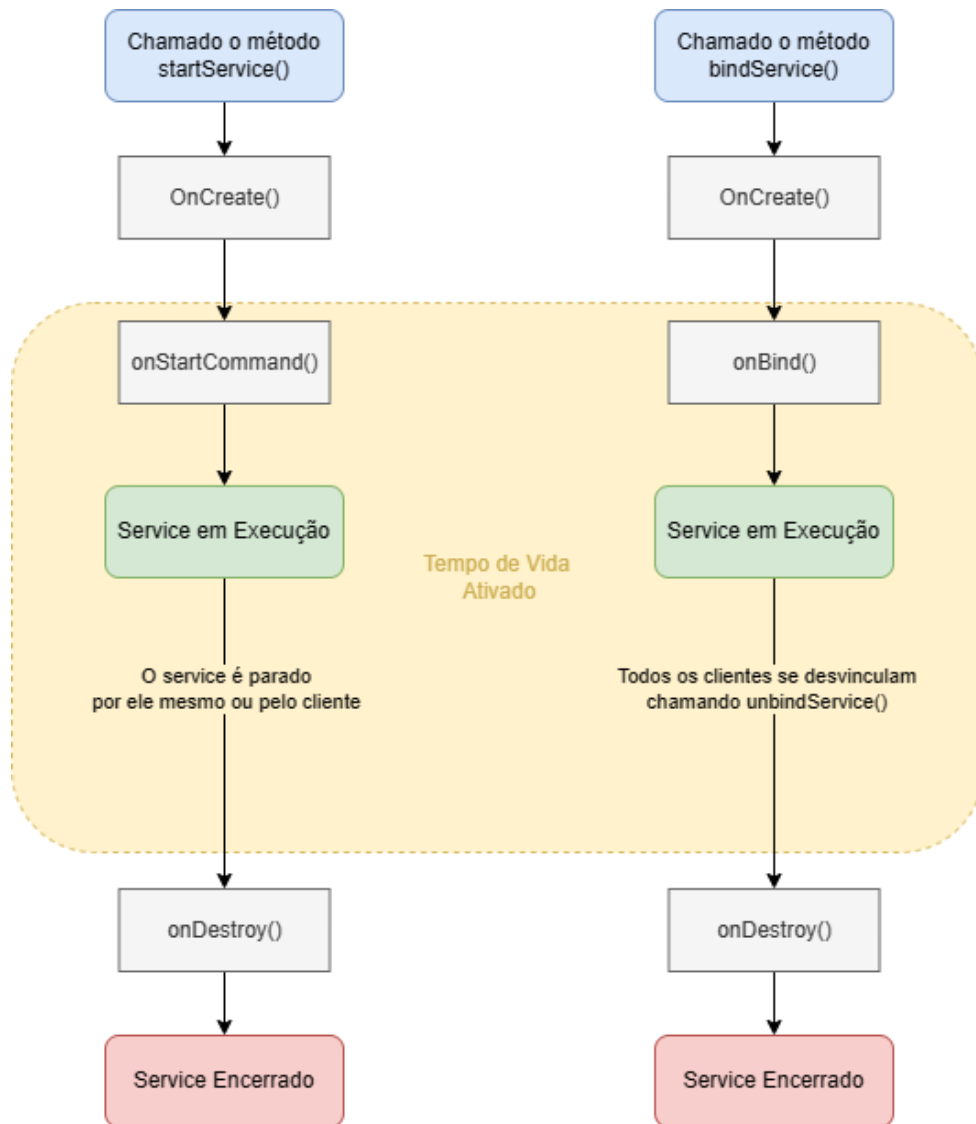 Chamado o método
startService()
OnCreate()
onStartCommand()
Service em Execução
O service é parado
por ele mesmo ou pelo cliente
onDestroy()
Service Encerrado
Tempo de Vida
Ativado
Chamado o método
bindService()
OnCreate()
onBind()
Service em Execução
Todos os clientes se desvinculam
chamando unbindService()
onDestroy()
Service Encerrado